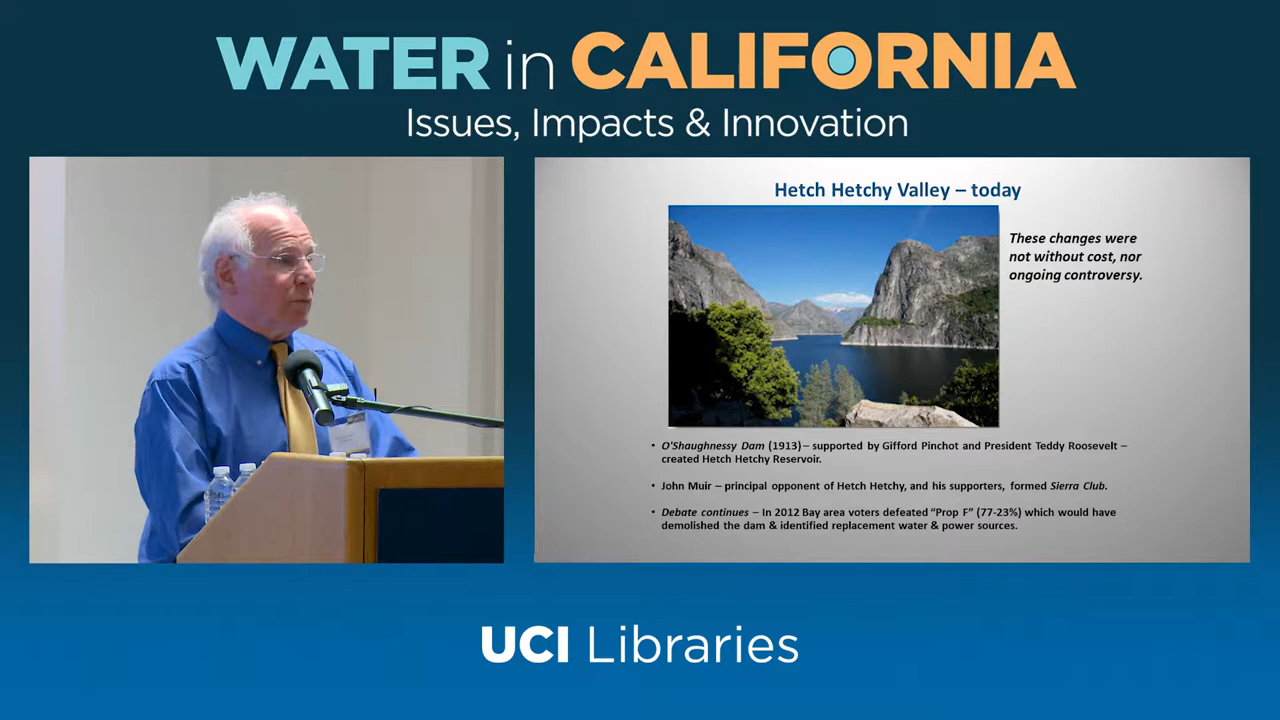 WATER in CALIFORNIA
Issues, Impacts & Innovation
Hetch Hetchy Valley – today
These changes were
not without cost, nor
ongoing controversy.
• O'Shaughnessy Dam (1913) – supported by Gifford Pinchot and President Teddy Roosevelt –
created Hetch Hetchy Reservoir.
• John Muir – principal opponent of Hetch Hetchy, and his supporters, formed Sierra Club.
• Debate continues – In 2012 Bay area voters defeated “Prop F” (77-23%) which would have
demolished the dam & identified replacement water & power sources.
UCI Libraries